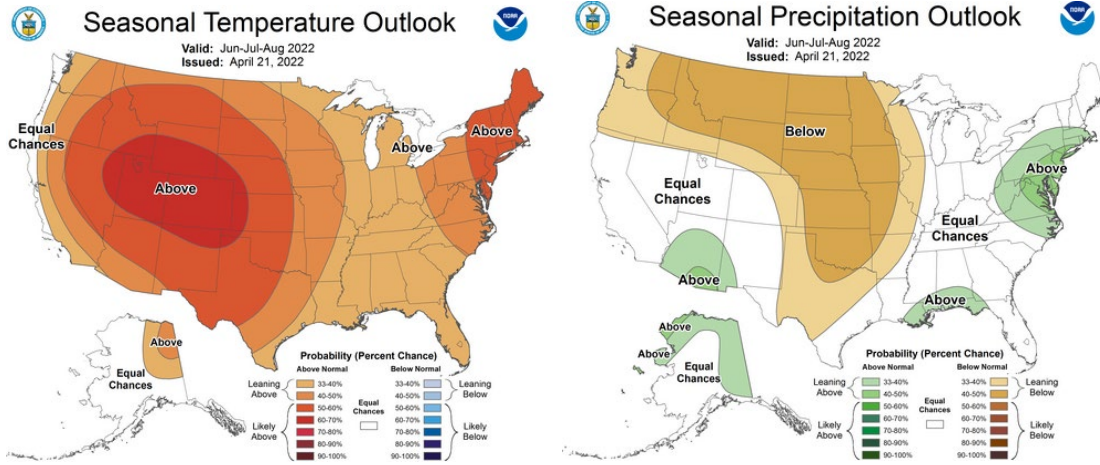 Seasonal Temperature Outlook
Valid: Jun-Jul-Aug 2022
Issued: April 21, 2022
NOAA
Equal
Chances
Above
Above
Above
Above
Equal
Chances
Probability (Percent Chance)
Above Normal
Below Normal
Leaning
Above
33-40%
40-50%
Likely
Above
50-60%
60-70%
70-80%
80-90%
90-100%
Equal
Chances
33-40%
40-50%
Leaning
Below
50-60%
60-70%
70-80%
80-90%
90-100%
Likely
Below
Seasonal Precipitation Outlook
Valid: Jun-Jul-Aug 2022
Issued: April 21, 2022
NOAA
Below
Equal
Chances
Above
Equal
Chances
Above
Above
Above
Above
Equal
Chances
Probability (Percent Chance)
Above Normal
Below Normal
Leaning
Above
33-40%
40-50%
Likely
Above
50-60%
60-70%
70-80%
80-90%
90-100%
Equal
Chances
33-40%
40-50%
Leaning
Below
50-60%
60-70%
70-80%
80-90%
90-100%
Likely
Below